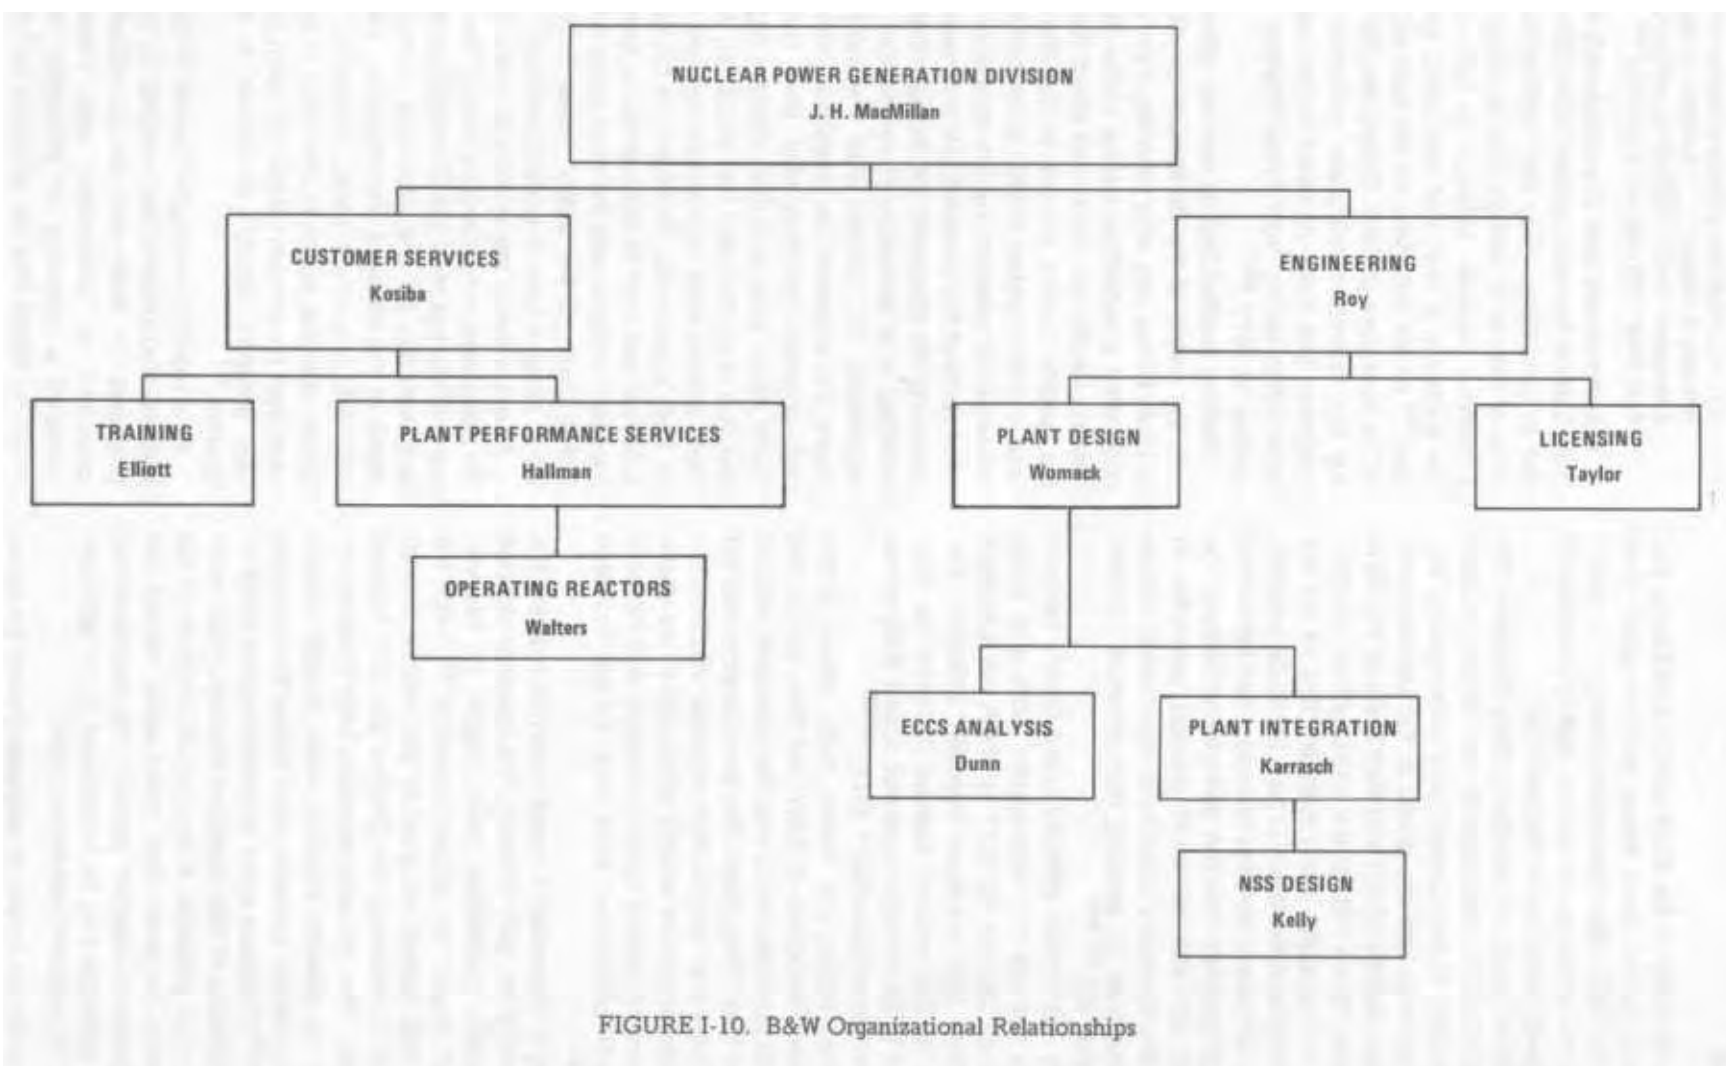 NUCLEAR POWER GENERATION DIVISION
J. H. MacMillan
CUSTOMER SERVICES
Kosiba
ENGINEERING
Roy
TRAINING
Elliott
PLANT PERFORMANCE SERVICES
Hallman
PLANT DESIGN
Womack
LICENSING
Taylor
OPERATING REACTORS
Walters
ECCS ANALYSIS
Dunn
PLANT INTEGRATION
Karrasch
NSS DESIGN
Kelly
FIGURE I-10. B&W Organizational Relationships